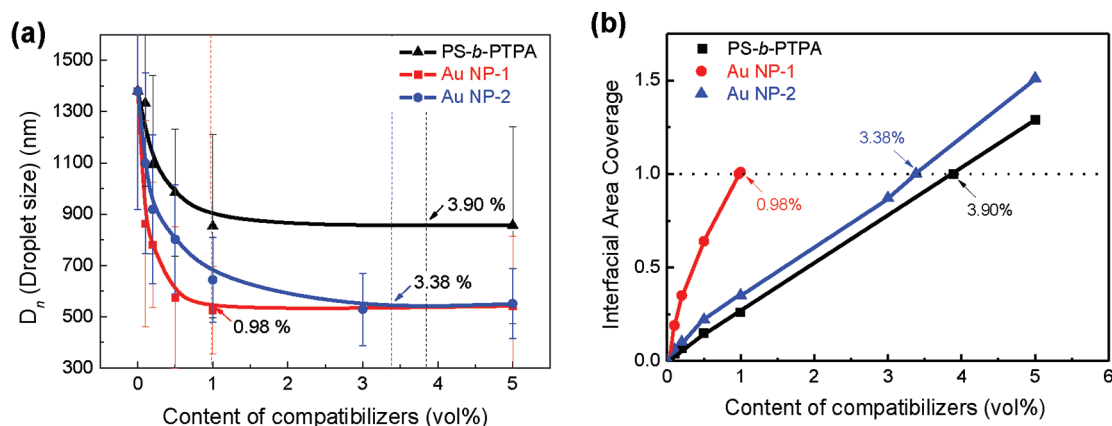 (a)
1500
1300
1100
900
700
500
300
D_n (Droplet size) (nm)
PS-b-PTPA
Au NP-1
Au NP-2
3.90 %
3.38 %
0.98 %
0 1 2 3 4 5
Content of compatibilizers (vol%)
(b)
1.5
1.0
0.5
0.0
Interfacial Area Coverage
PS-b-PTPA
Au NP-1
Au NP-2
3.38%
0.98%
3.90%
0 1 2 3 4 5 6
Content of compatibilizers (vol%)